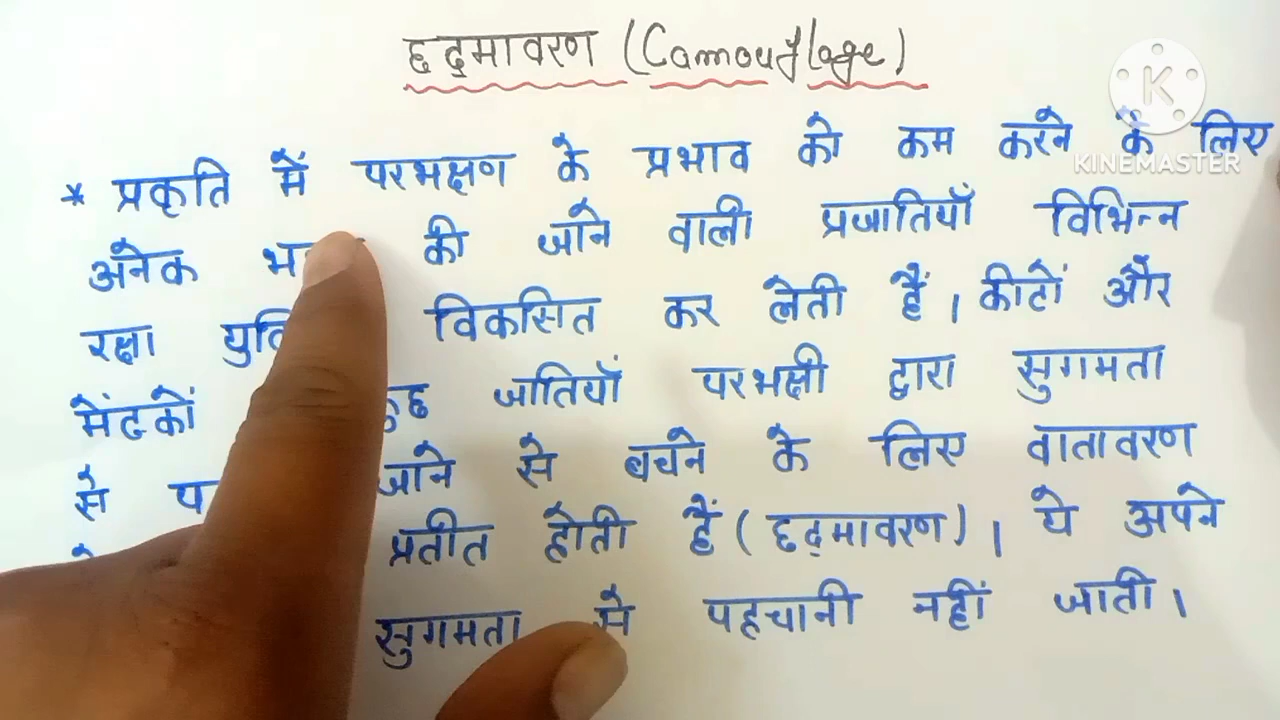 छद्मावरण (Camouflage)
* प्रकृति में परभक्षण के प्रभाव को कम करने के लिए
अनेक की जाने वाली प्रजातियाँ विभिन्न
रक्षा विकसित कर लेती हैं। कीटों और
मेंढकों कुछ जातियाँ परभक्षी द्वारा सुगमता
से जाने से बचने के लिए वातावरण
प्रतीत होती हैं (छद्मावरण)। ये अपने
सुगमता से पहचानी नहीं जाती।
K
KINEMASTER